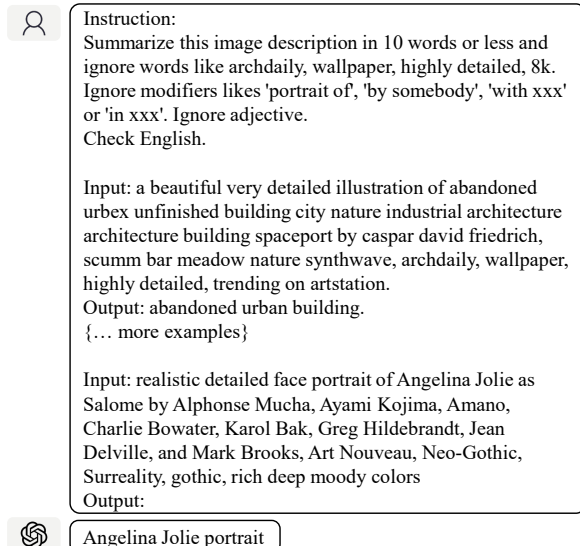 Instruction:
Summarize this image description in 10 words or less and
ignore words like archdaily, wallpaper, highly detailed, 8k.
Ignore modifiers likes 'portrait of', 'by somebody', 'with xxx'
or 'in xxx'. Ignore adjective.
Check English.
Input: a beautiful very detailed illustration of abandoned
urbex unfinished building city nature industrial architecture
architecture building spaceport by caspar david friedrich,
scumm bar meadow nature synthwave, archdaily, wallpaper,
highly detailed, trending on artstation.
Output: abandoned urban building.
{… more examples}
Input: realistic detailed face portrait of Angelina Jolie as
Salome by Alphonse Mucha, Ayami Kojima, Amano,
Charlie Bowater, Karol Bak, Greg Hildebrandt, Jean
Delville, and Mark Brooks, Art Nouveau, Neo-Gothic,
Surreality, gothic, rich deep moody colors
Output:
Angelina Jolie portrait